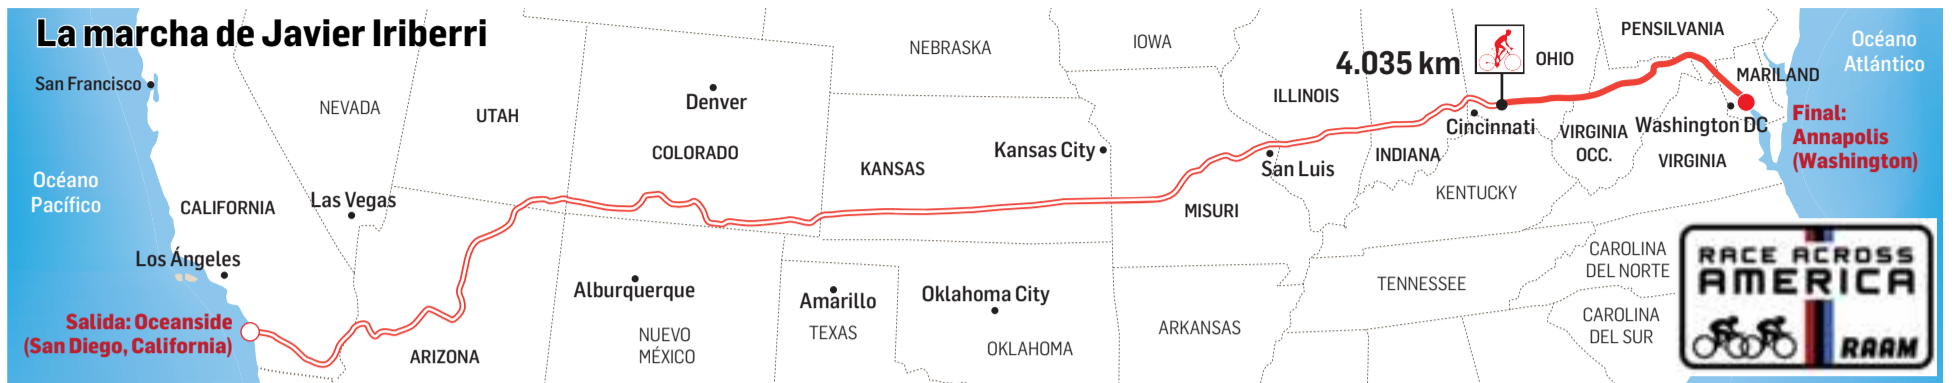 La marcha de Javier Iriberri
San Francisco
NEVADA
UTAH
Denver
COLORADO
NEBRASKA
IOWA
KANSAS
Kansas City
ILLINOIS
4.035 km
OHIO
PENSILVANIA
MARILAND
Océano
Atlántico
Océano
Pacífico
CALIFORNIA
Las Vegas
Los Ángeles
Salida: Oceanside
(San Diego, California)
ARIZONA
Alburquerque
NUEVO
MÉXICO
Amarillo
TEXAS
Oklahoma City
OKLAHOMA
MISURI
ARKANSAS
San Luis
INDIANA
Cincinnati
KENTUCKY
VIRGINIA
OCC.
Washington DC
VIRGINIA
Final:
Annapolis
(Washington)
TENNESSEE
CAROLINA
DEL NORTE
CAROLINA
DEL SUR
RACE ACROSS
AMERICA
RAAM